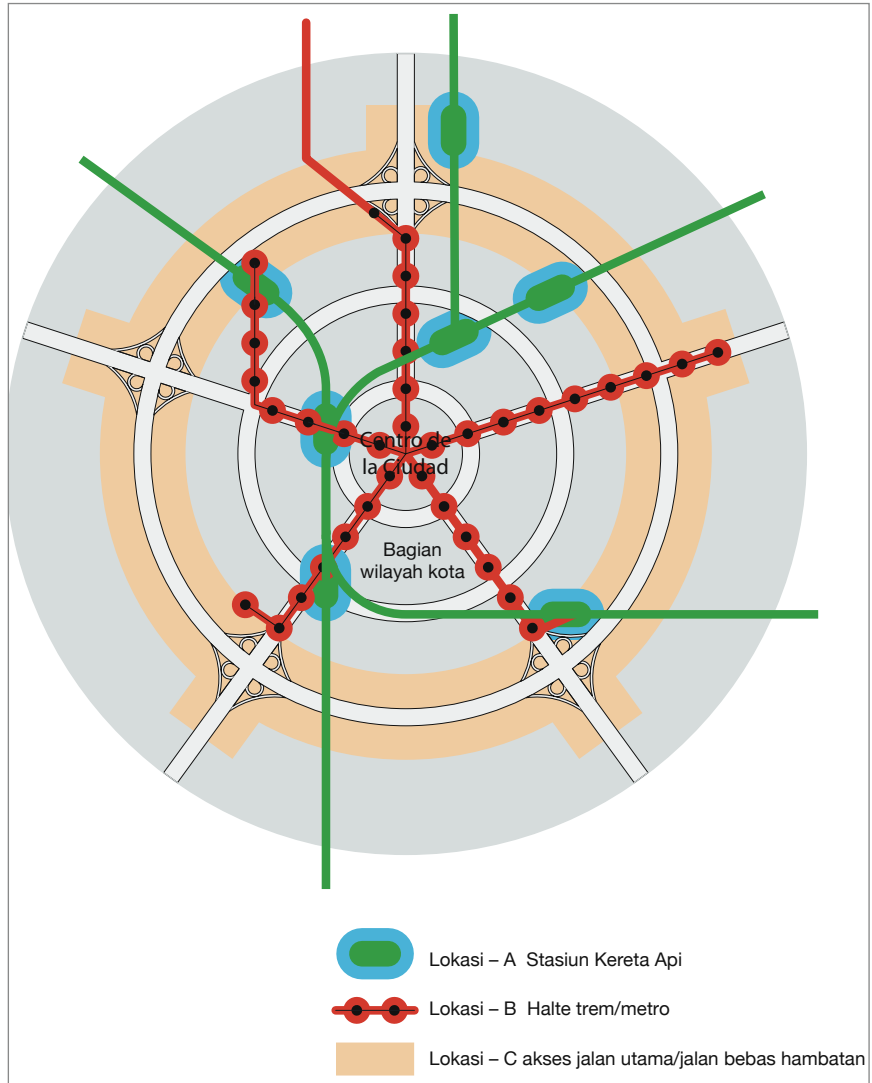 Centro de
la Ciudad
Bagian
wilayah kota
Lokasi – A Stasiun Kereta Api
Lokasi – B Halte trem/metro
Lokasi – C akses jalan utama/jalan bebas hambatan